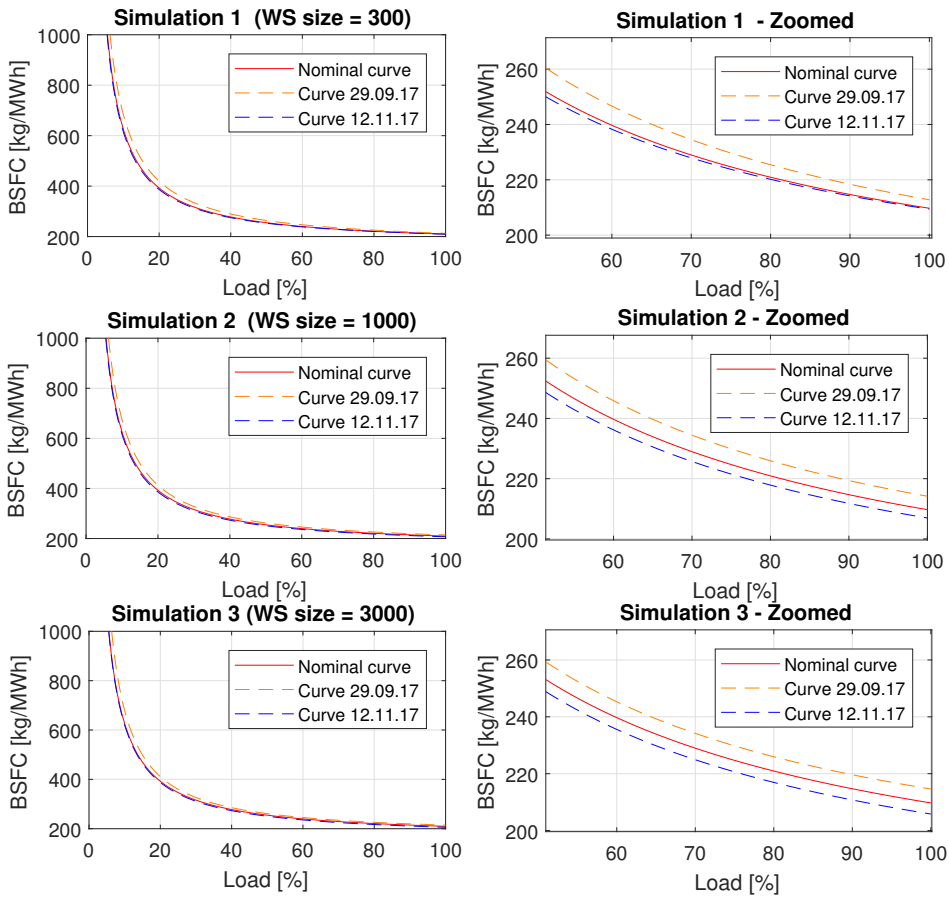 Simulation 1 (WS size = 300)
BSFC [kg/MWh]
1000
800
600
400
200
0 20 40 60 80 100
Load [%]
Nominal curve
Curve 29.09.17
Curve 12.11.17
Simulation 1 - Zoomed
BSFC [kg/MWh]
260
240
220
200
60 70 80 90 100
Load [%]
Nominal curve
Curve 29.09.17
Curve 12.11.17
Simulation 2 (WS size = 1000)
BSFC [kg/MWh]
1000
800
600
400
200
0 20 40 60 80 100
Load [%]
Nominal curve
Curve 29.09.17
Curve 12.11.17
Simulation 2 - Zoomed
BSFC [kg/MWh]
260
240
220
200
60 70 80 90 100
Load [%]
Nominal curve
Curve 29.09.17
Curve 12.11.17
Simulation 3 (WS size = 3000)
BSFC [kg/MWh]
1000
800
600
400
200
0 20 40 60 80 100
Load [%]
Nominal curve
Curve 29.09.17
Curve 12.11.17
Simulation 3 - Zoomed
BSFC [kg/MWh]
260
240
220
200
60 70 80 90 100
Load [%]
Nominal curve
Curve 29.09.17
Curve 12.11.17